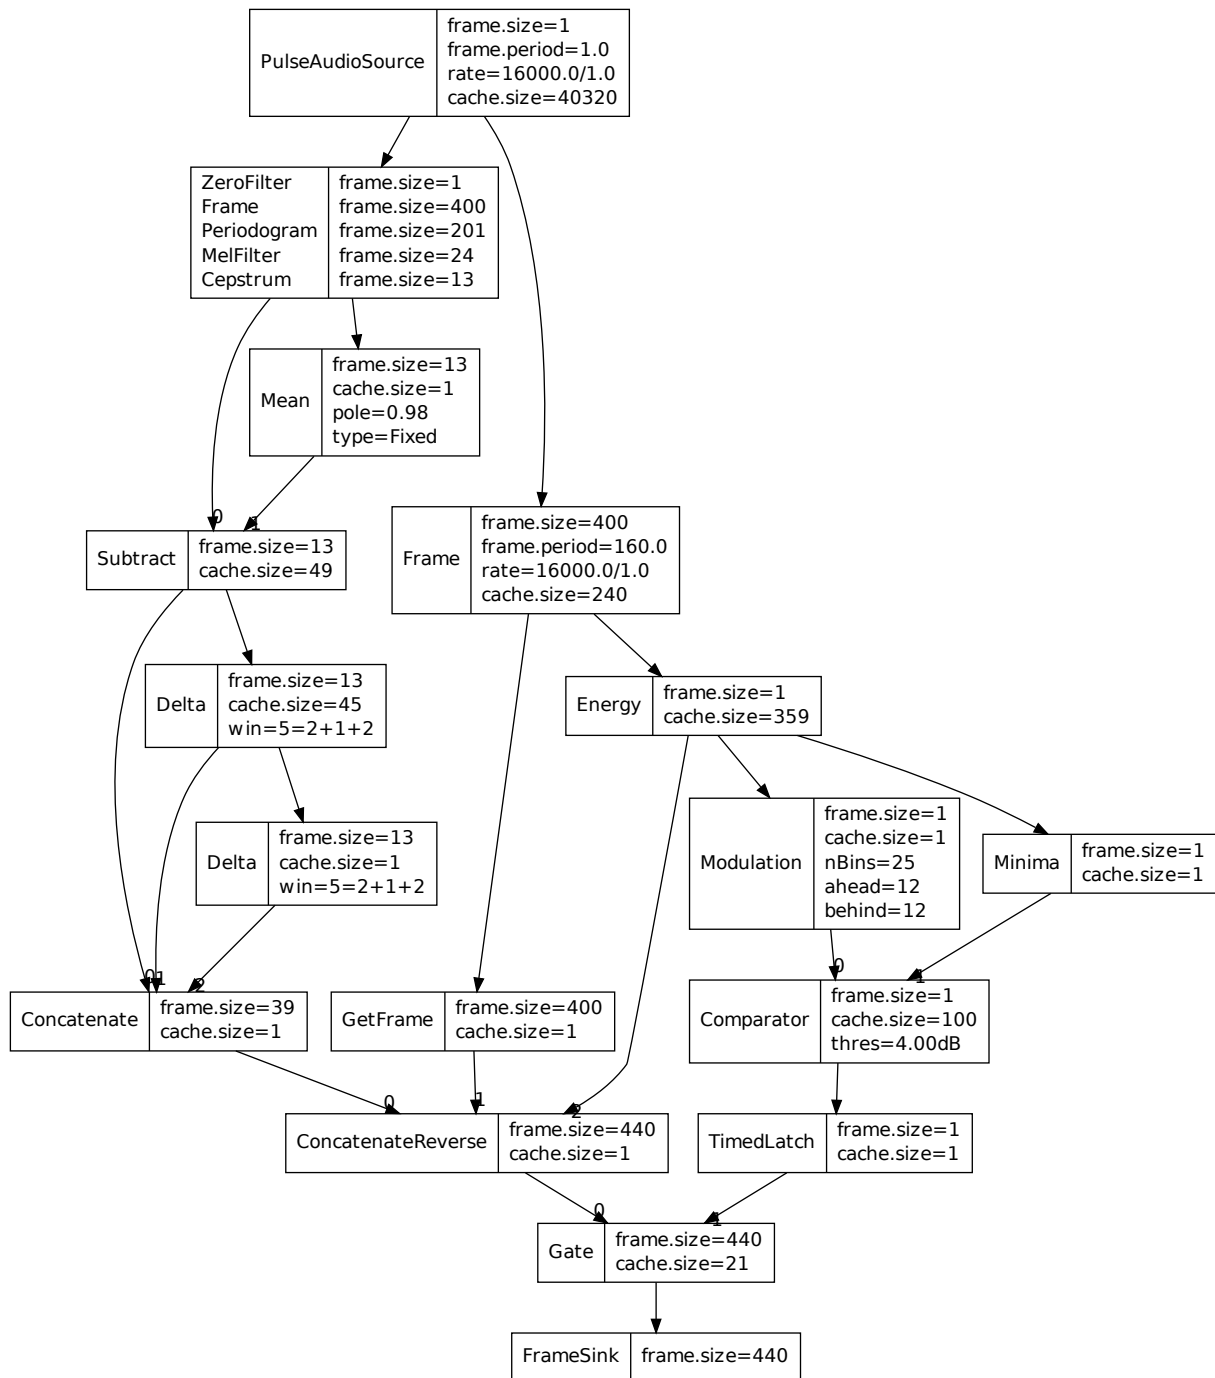 PulseAudioSource
frame.size=1
frame.period=1.0
rate=16000.0/1.0
cache.size=40320
ZeroFilter
Frame
Periodogram
MelFilter
Cepstrum
frame.size=1
frame.size=400
frame.size=201
frame.size=24
frame.size=13
Mean
frame.size=13
cache.size=1
pole=0.98
type=Fixed
0
1
Subtract
frame.size=13
cache.size=49
Frame
frame.size=400
frame.period=160.0
rate=16000.0/1.0
cache.size=240
Delta
frame.size=13
cache.size=45
win=5=2+1+2
Energy
frame.size=1
cache.size=359
Delta
frame.size=13
cache.size=1
win=5=2+1+2
Modulation
frame.size=1
cache.size=1
nBins=25
ahead=12
behind=12
Minima
frame.size=1
cache.size=1
0
1
2
0
1
Concatenate
frame.size=39
cache.size=1
GetFrame
frame.size=400
cache.size=1
Comparator
frame.size=1
cache.size=100
thres=4.00dB
0
1
2
ConcatenateReverse
frame.size=440
cache.size=1
TimedLatch
frame.size=1
cache.size=1
0
1
Gate
frame.size=440
cache.size=21
FrameSink
frame.size=440